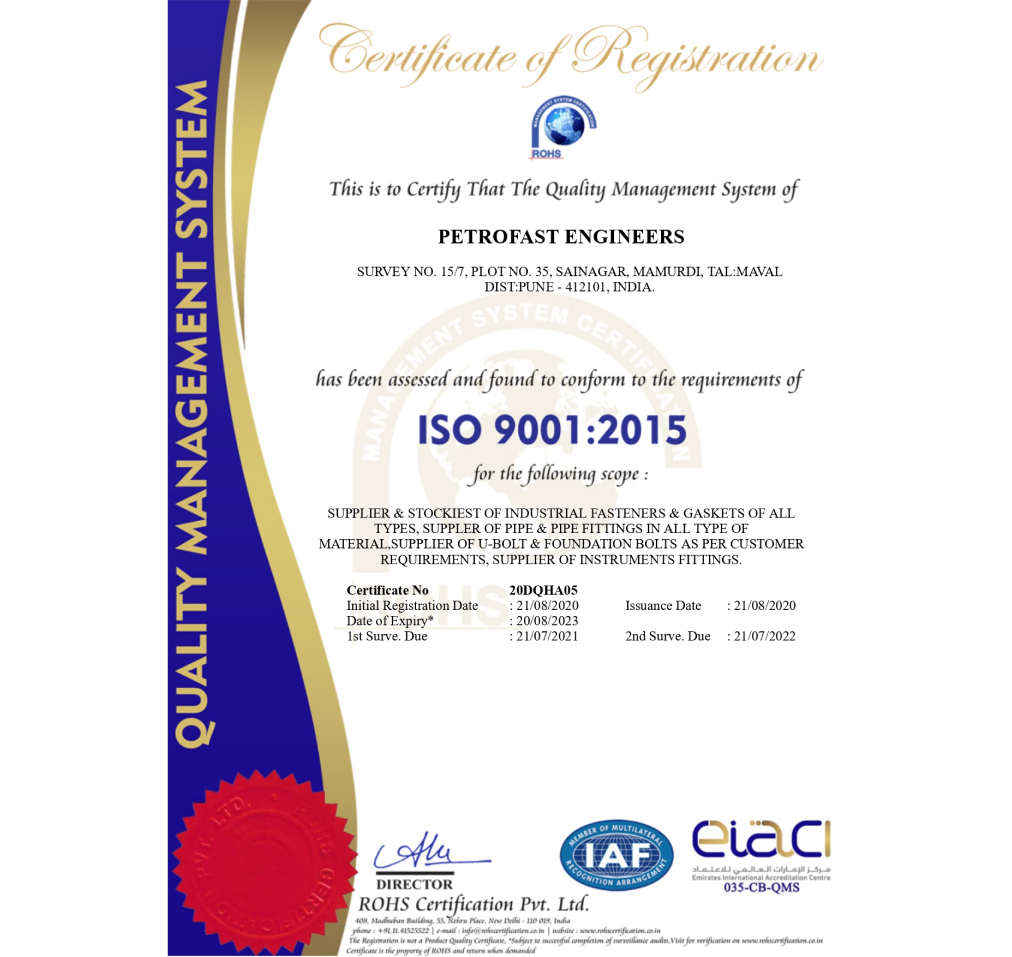 Certificate of Registration
MANAGEMENT SYSTEM CERTIFICATION
ROHS
This is to Certify That The Quality Management System of
PETROFAST ENGINEERS
SURVEY NO. 15/7, PLOT NO. 35, SAINAGAR, MAMURDI, TAL:MAVAL
DIST:PUNE - 412101, INDIA.
MANAGEMENT SYSTEM CERTIFICATION
has been assessed and found to conform to the requirements of
ISO 9001:2015
for the following scope :
SUPPLIER & STOCKIEST OF INDUSTRIAL FASTENERS & GASKETS OF ALL
TYPES, SUPPLER OF PIPE & PIPE FITTINGS IN ALL TYPE OF
MATERIAL,SUPPLIER OF U-BOLT & FOUNDATION BOLTS AS PER CUSTOMER
REQUIREMENTS, SUPPLIER OF INSTRUMENTS FITTINGS.
ROHS
Certificate No 20DQHA05
Initial Registration Date : 21/08/2020 Issuance Date : 21/08/2020
Date of Expiry* : 20/08/2023
1st Surve. Due : 21/07/2021 2nd Surve. Due : 21/07/2022
QUALITY MANAGEMENT SYSTEM
PVT. LTD.
DIRECTOR
ROHS Certification Pvt. Ltd.
408, Madhuban Building, 55, Nehru Place, New Delhi - 110 019, India
phone : +91.11.41525522 | e-mail : info@rohscertification.co.in | website : www.rohscertification.co.in
The Registration is not a Product Quality Certificate, *Subject to succesful completion of surveillance audits,Visit for verification on www.rohscertification.co.in
Certificate is the property of ROHS and return when demanded
MEMBER OF MULTILATERAL
IAF
RECOGNITION ARRANGEMENT
eiac
مركز الإمارات العالمي للاعتماد
Emirates International Accreditation Centre
035-CB-QMS